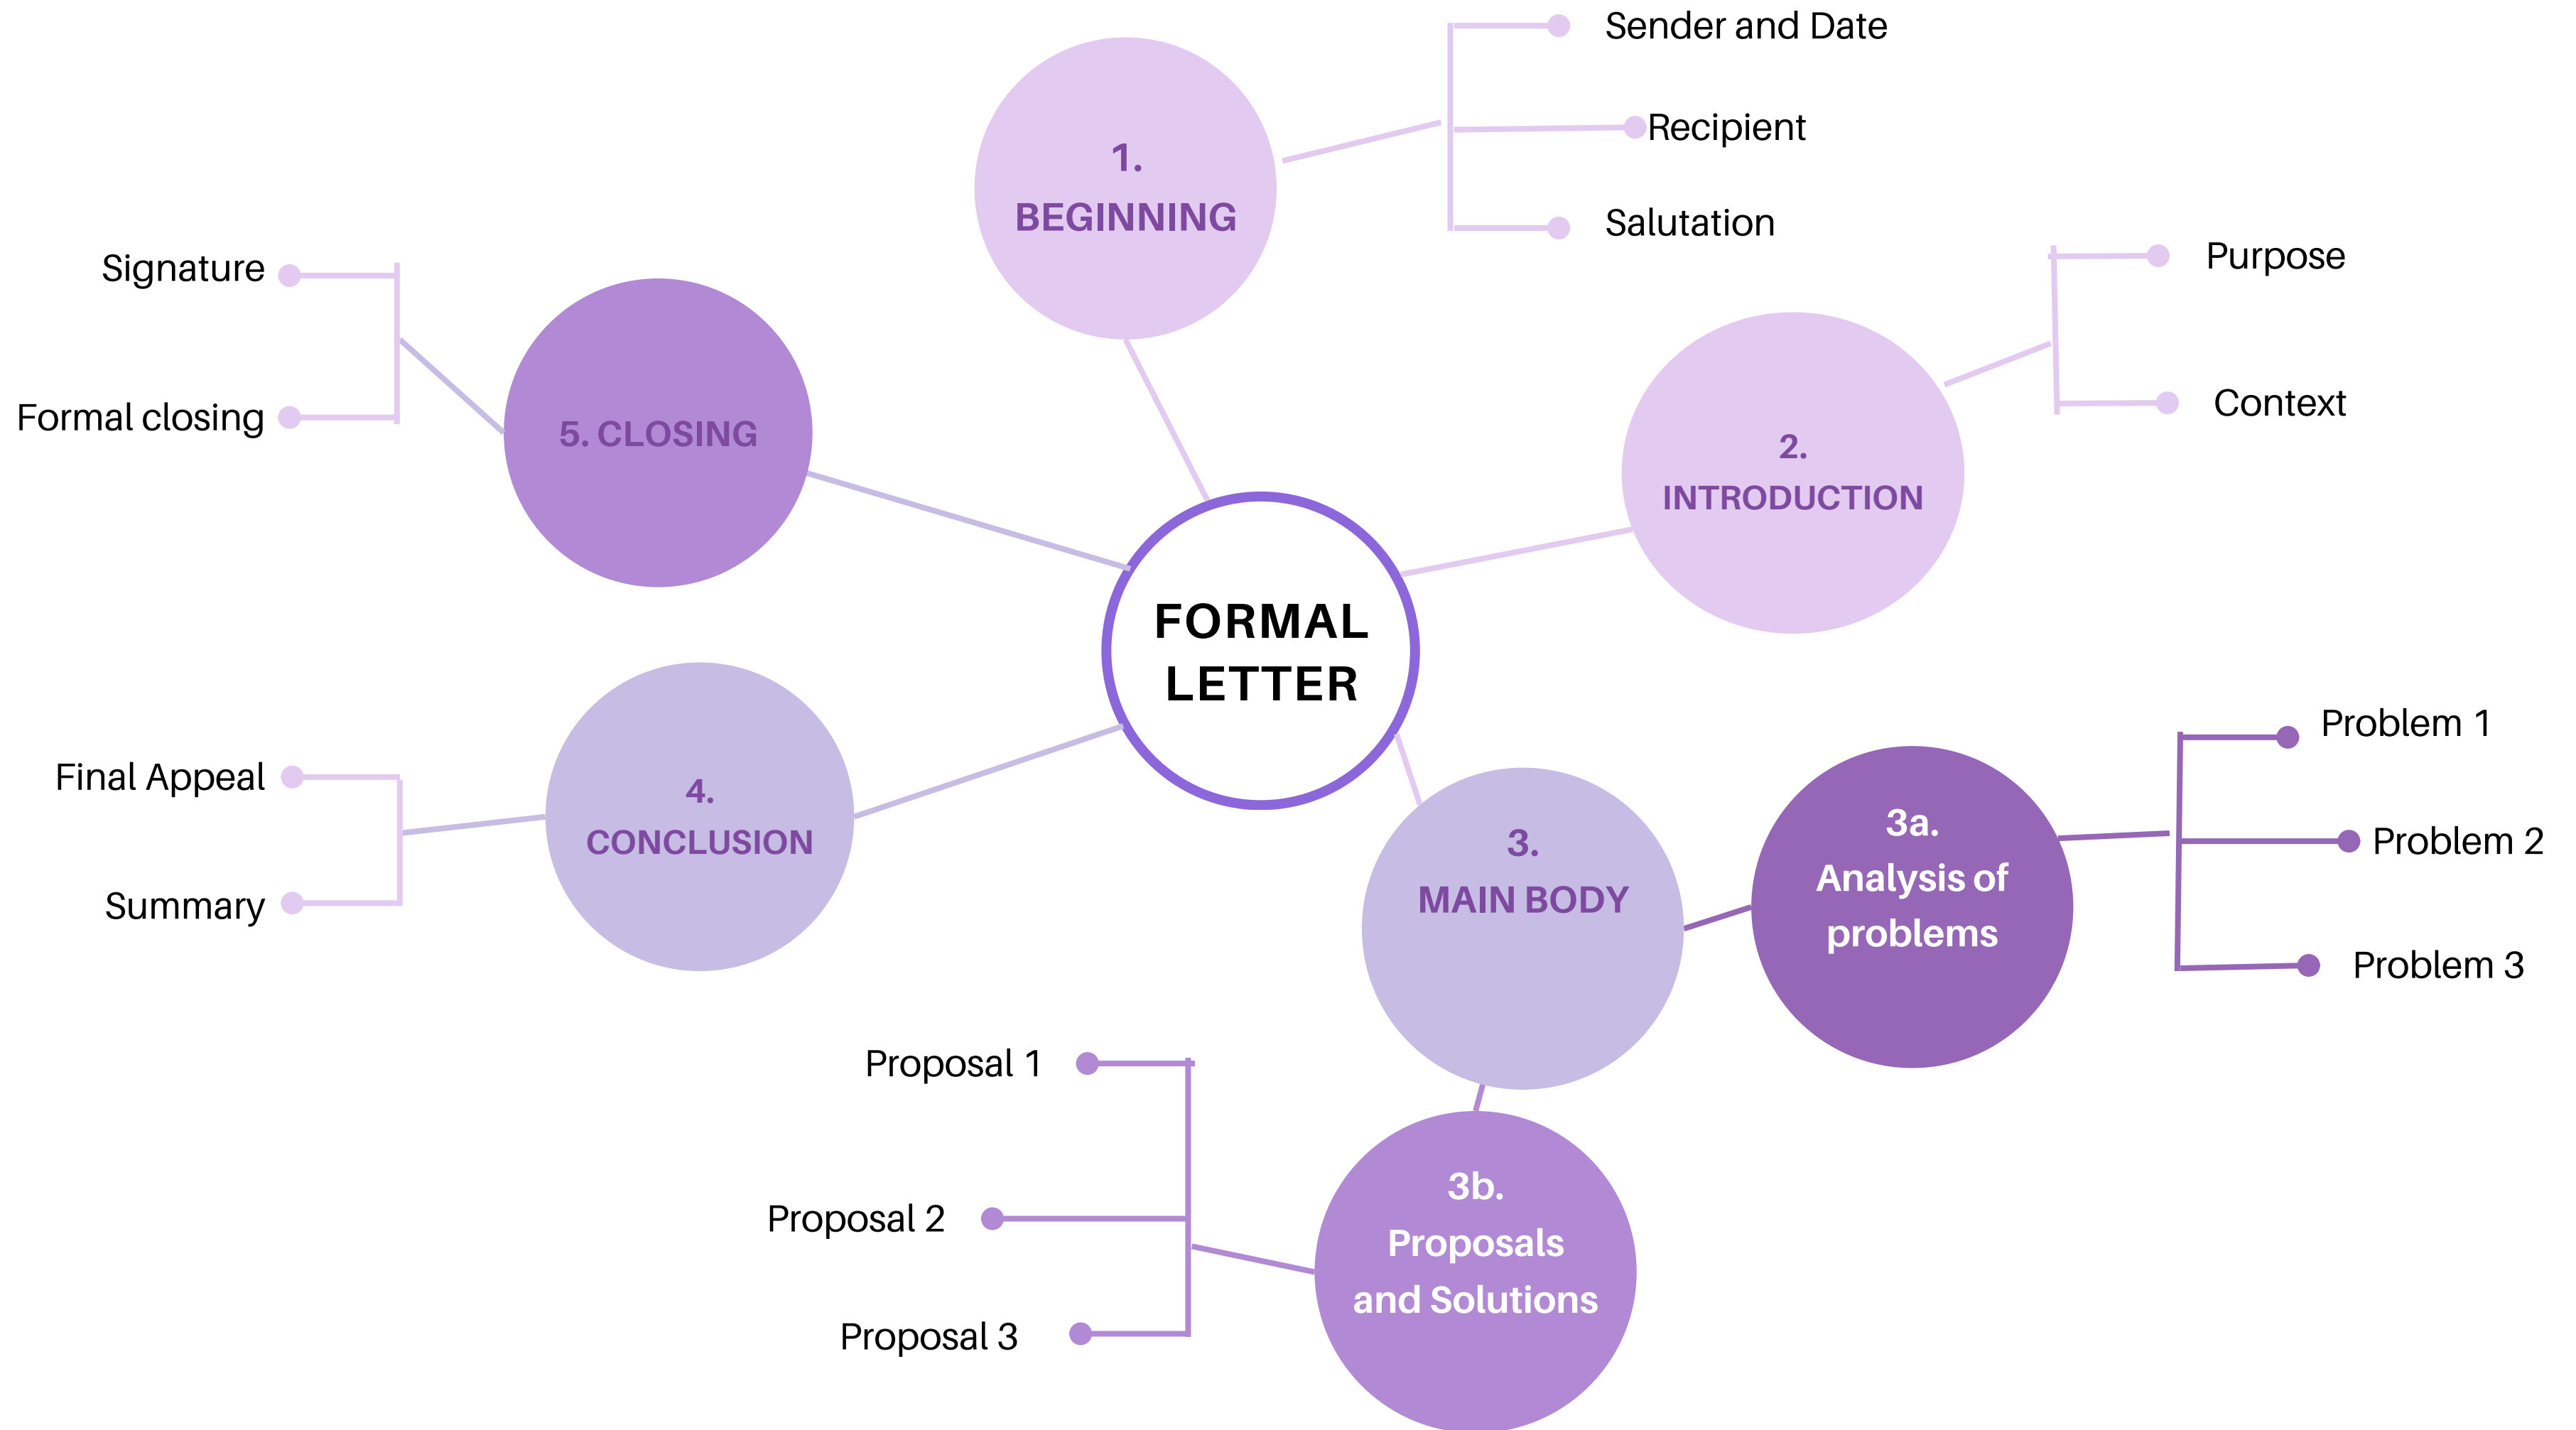 FORMAL
LETTER
1.
BEGINNING
Sender and Date
Recipient
Salutation
2.
INTRODUCTION
Purpose
Context
3.
MAIN BODY
3a.
Analysis of
problems
Problem 1
Problem 2
Problem 3
3b.
Proposals
and Solutions
Proposal 1
Proposal 2
Proposal 3
4.
CONCLUSION
Final Appeal
Summary
5. CLOSING
Signature
Formal closing